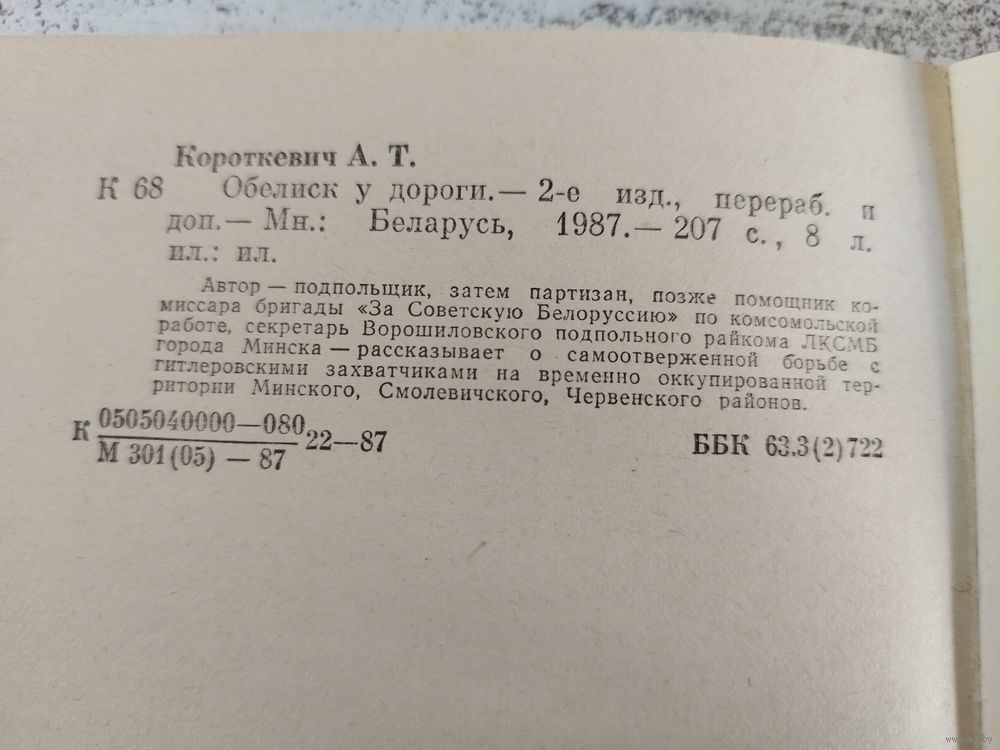 Короткевич А. Т.
К 68 Обелиск у дороги.— 2-е изд., перераб. и
доп.— Мн.: Беларусь, 1987.— 207 с., 8 л.
ил.: ил.
Автор — подпольщик, затем партизан, позже помощник ко-
миссара бригады «За Советскую Белоруссию» по комсомольской
работе, секретарь Ворошиловского подпольного райкома ЛКСМБ
города Минска — рассказывает о самоотверженной борьбе с
гитлеровскими захватчиками на временно оккупированной тер-
ритории Минского, Смолевичского, Червенского районов.
К 0505040000—080 22—87
М 301(05) — 87
ББК 63.3(2)722